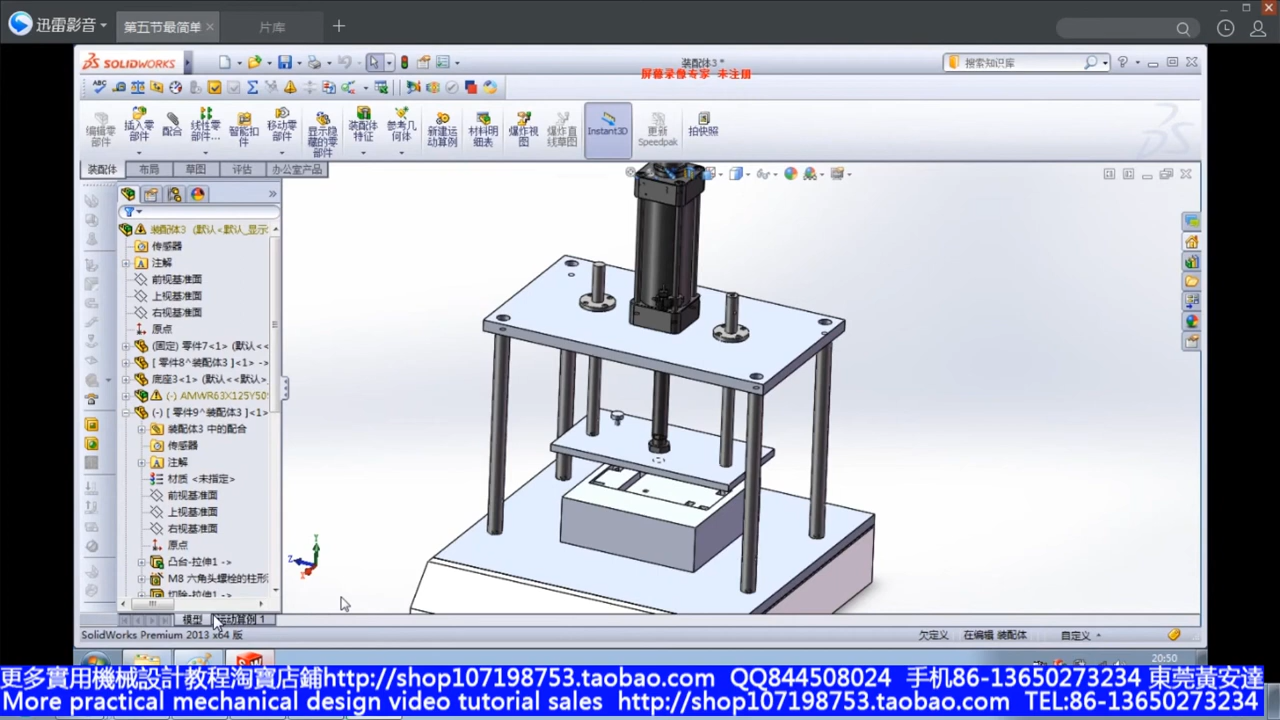 迅雷影音
第五节最简单
片库
SOLIDWORKS
装配体3 *
搜索知识库
屏幕录像专家 未注册
编辑零部件
插入零部件
配合
线性零部件...
智能扣件
移动零部件
显示隐藏的零部件
装配体特征
参考几何体
新建运动算例
材料明细表
爆炸视图
爆炸直线草图
Instant3D
更新 Speedpak
拍快照
装配体 布局 草图 评估 办公室产品
装配体3 (默认<默认_显示
传感器
注解
前视基准面
上视基准面
右视基准面
原点
(固定) 零件7<1> (默认<<
[ 零件8^装配体3 ]<1> ->
底座3<1> (默认<<默认>
(-) AMWR63X125Y50
(-) [ 零件9^装配体3 ]<1>
装配体3 中的配合
传感器
注解
材质 <未指定>
前视基准面
上视基准面
右视基准面
原点
凸台-拉伸1 ->
M8 六角头螺栓的柱形
切除-拉伸1 ->
模型 运动算例 1
SolidWorks Premium 2013 x64 版
欠定义 在编辑 装配体 自定义
20:50
更多實用機械設計教程淘寶店鋪http://shop107198753.taobao.com QQ844508024 手机86-13650273234 東莞黃安達
More practical mechanical design video tutorial sales http://shop107198753.taobao.com TEL:86-13650273234